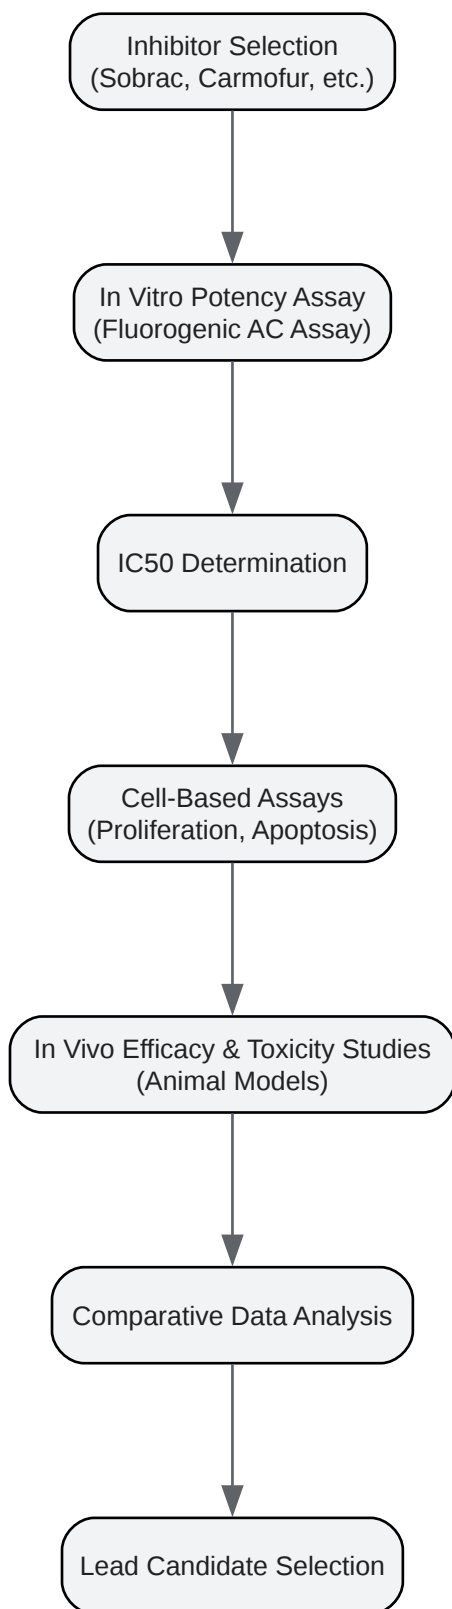 Inhibitor Selection
(Sobrac, Carmofur, etc.)
In Vitro Potency Assay
(Fluorogenic AC Assay)
IC50 Determination
Cell-Based Assays
(Proliferation, Apoptosis)
In Vivo Efficacy & Toxicity Studies
(Animal Models)
Comparative Data Analysis
Lead Candidate Selection